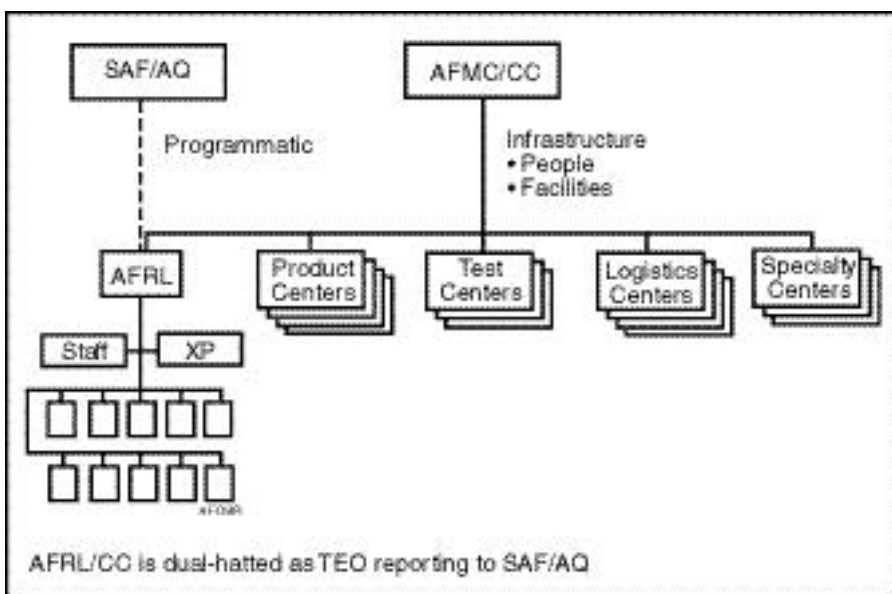 SAF/AQ
AFMC/CC
Programmatic
Infrastructure
• People
• Facilities
AFRL
Product
Centers
Test
Centers
Logistics
Centers
Specialty
Centers
Staff
XP
AFRL/CC is dual-hatted as TEO reporting to SAF/AQ